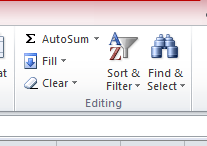 Σ AutoSum
Fill
Clear
Sort &
Filter
Find &
Select
Editing